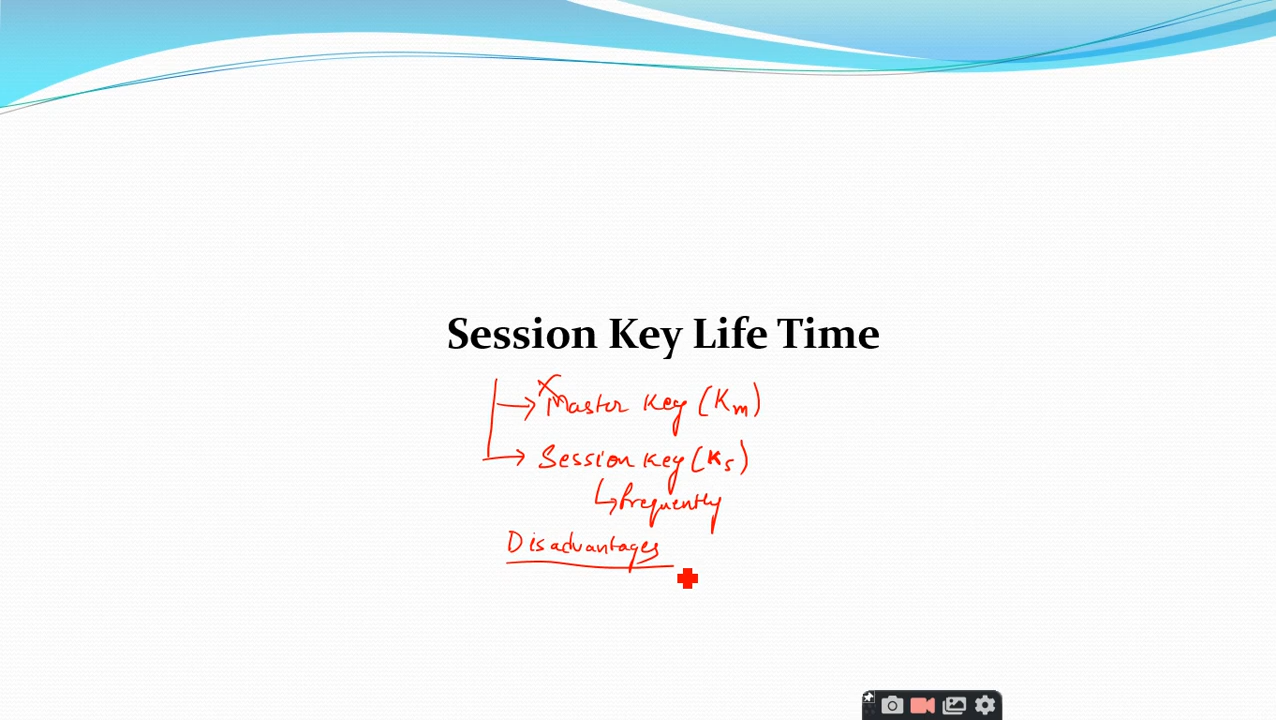 Session Key Life Time
Master Key (Km)
Session Key (Ks)
frequently
Disadvantages